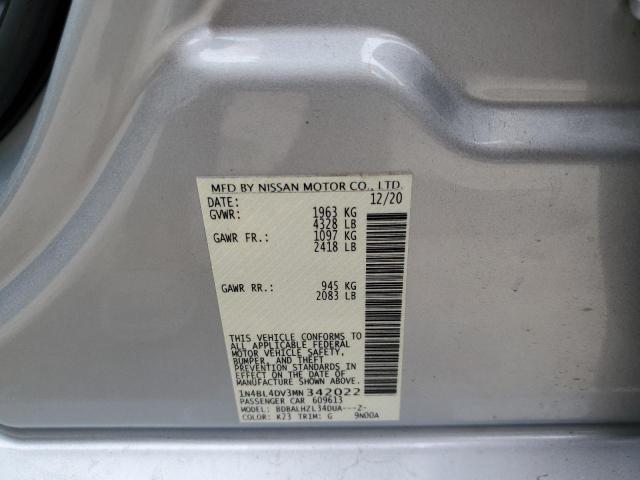 MFD BY NISSAN MOTOR CO., LTD.
DATE: 12/20
GVWR: 1963 KG
4328 LB
GAWR FR.: 1097 KG
2418 LB
GAWR RR.: 945 KG
2083 LB
THIS VEHICLE CONFORMS TO
ALL APPLICABLE FEDERAL
MOTOR VEHICLE SAFETY,
BUMPER, AND THEFT
PREVENTION STANDARDS
IN EFFECT ON THE DATE OF
MANUFACTURE SHOWN ABOVE.
1N4BL4DV3MN342022
PASSENGER CAR 609613
MODEL: BDBALHZL34DUA---Z-
COLOR: K23 TRIM: G 9N00A